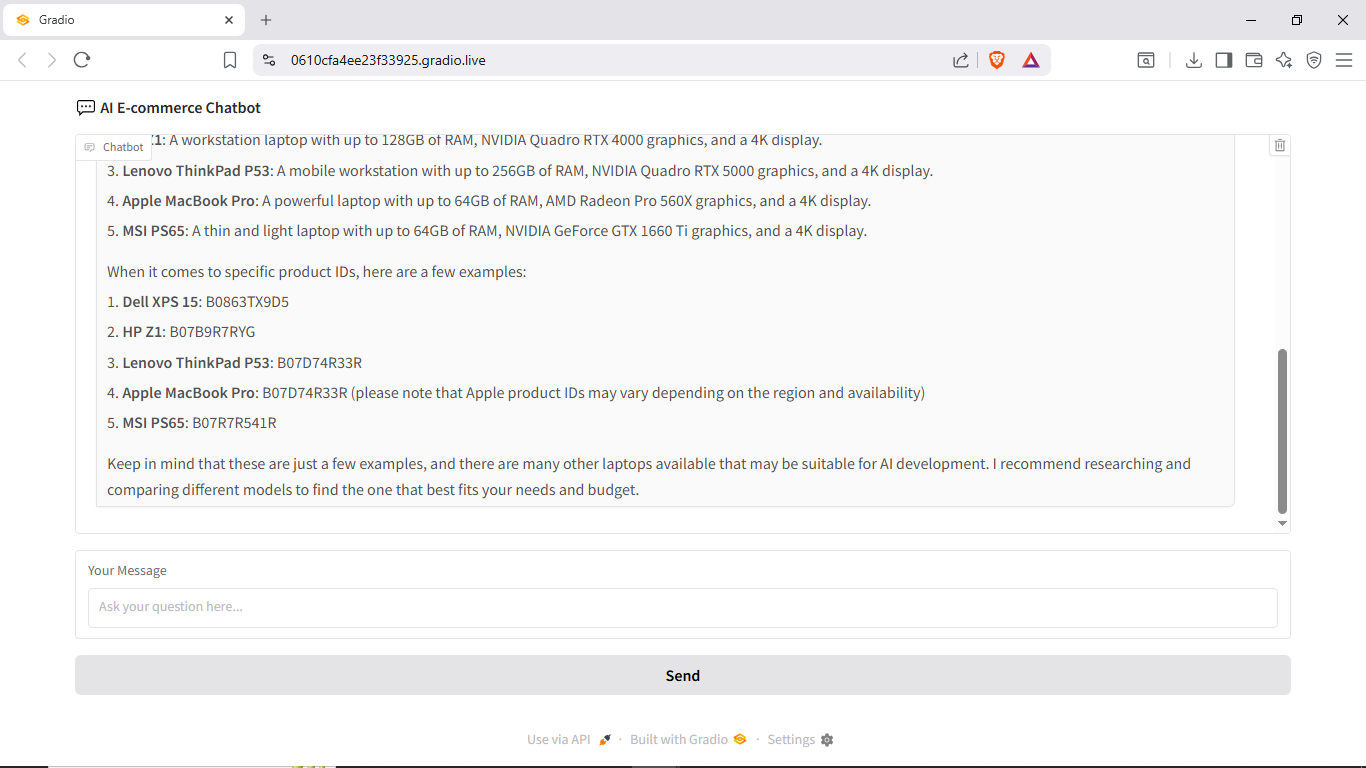 Gradio
0610cfa4ee23f33925.gradio.live
AI E-commerce Chatbot
Chatbot
Z1: A workstation laptop with up to 128GB of RAM, NVIDIA Quadro RTX 4000 graphics, and a 4K display.
3. Lenovo ThinkPad P53: A mobile workstation with up to 256GB of RAM, NVIDIA Quadro RTX 5000 graphics, and a 4K display.
4. Apple MacBook Pro: A powerful laptop with up to 64GB of RAM, AMD Radeon Pro 560X graphics, and a 4K display.
5. MSI PS65: A thin and light laptop with up to 64GB of RAM, NVIDIA GeForce GTX 1660 Ti graphics, and a 4K display.
When it comes to specific product IDs, here are a few examples:
1. Dell XPS 15: B0863TX9D5
2. HP Z1: B07B9R7RYG
3. Lenovo ThinkPad P53: B07D74R33R
4. Apple MacBook Pro: B07D74R33R (please note that Apple product IDs may vary depending on the region and availability)
5. MSI PS65: B07R7R541R
Keep in mind that these are just a few examples, and there are many other laptops available that may be suitable for AI development. I recommend researching and
comparing different models to find the one that best fits your needs and budget.
Your Message
Ask your question here...
Send
Use via API · Built with Gradio · Settings